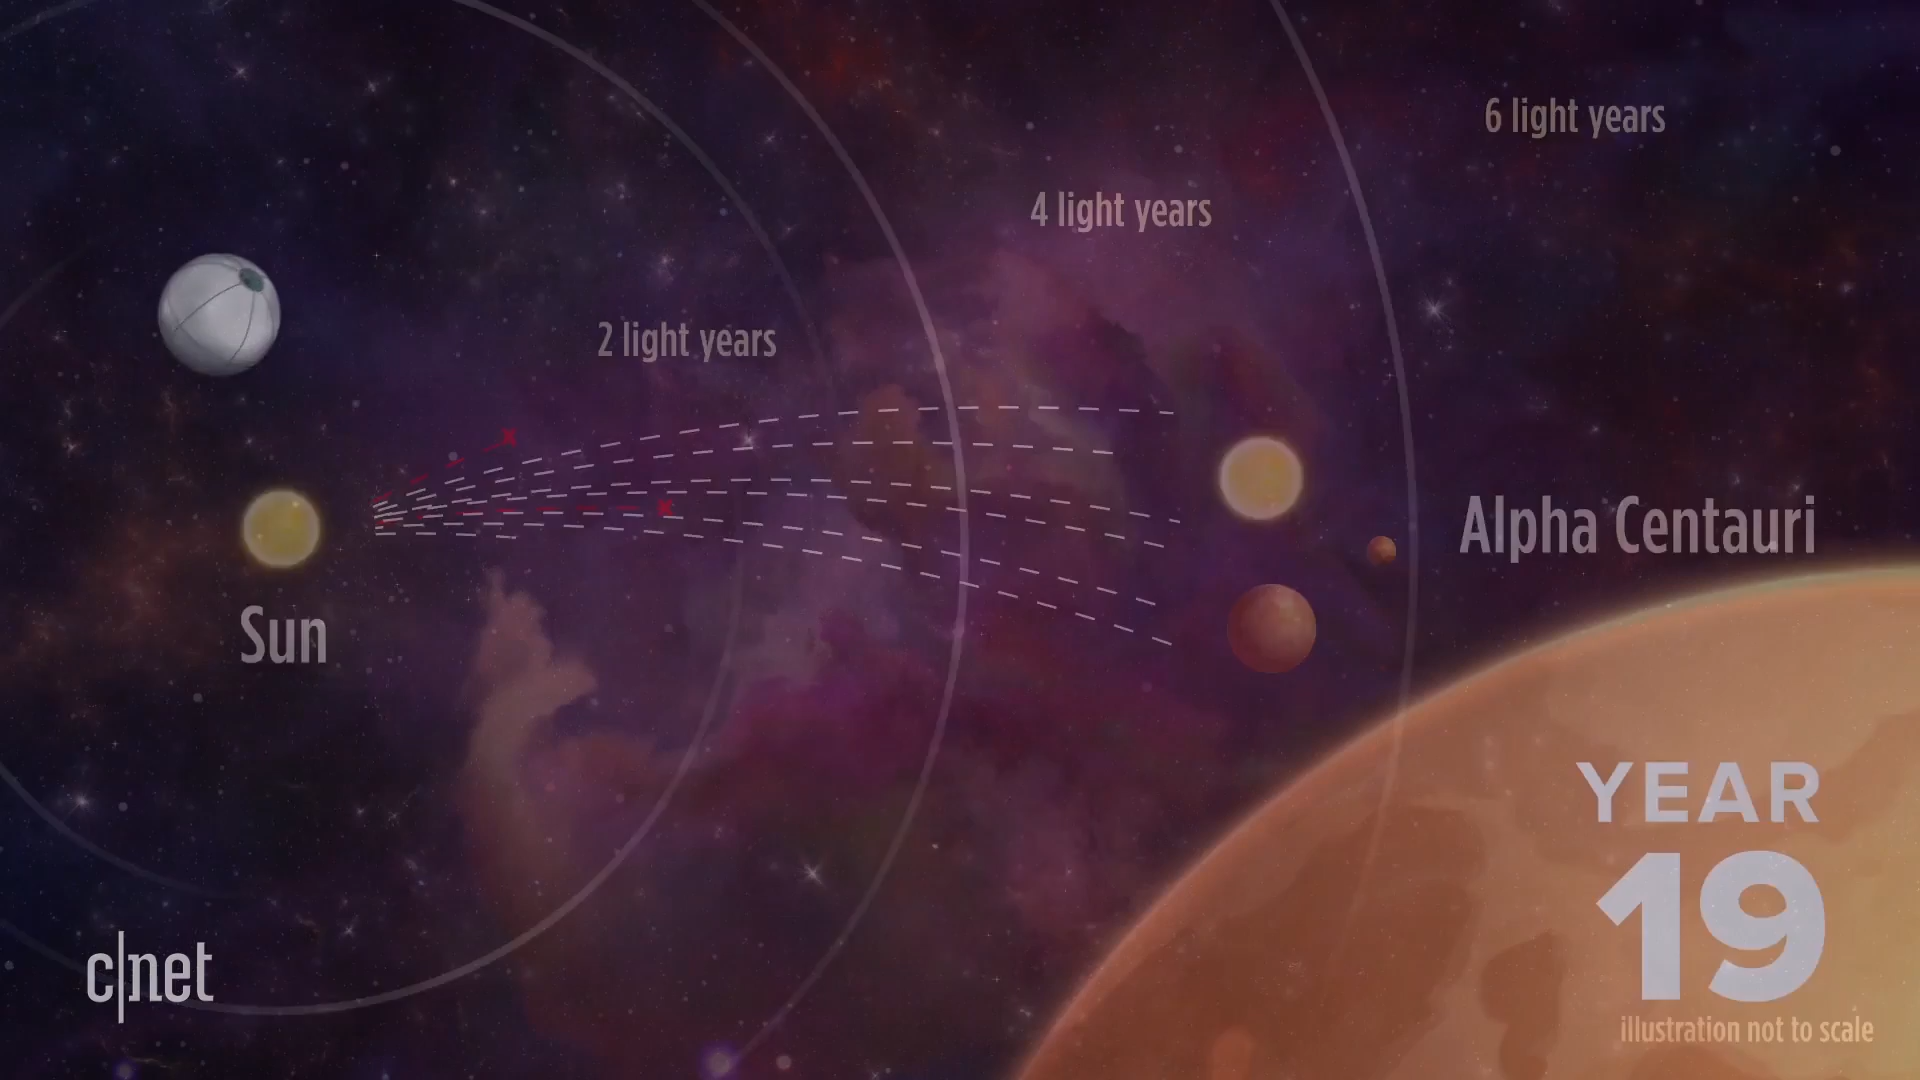 6 light years
4 light years
2 light years
Alpha Centauri
Sun
YEAR
19
c|net
illustration not to scale